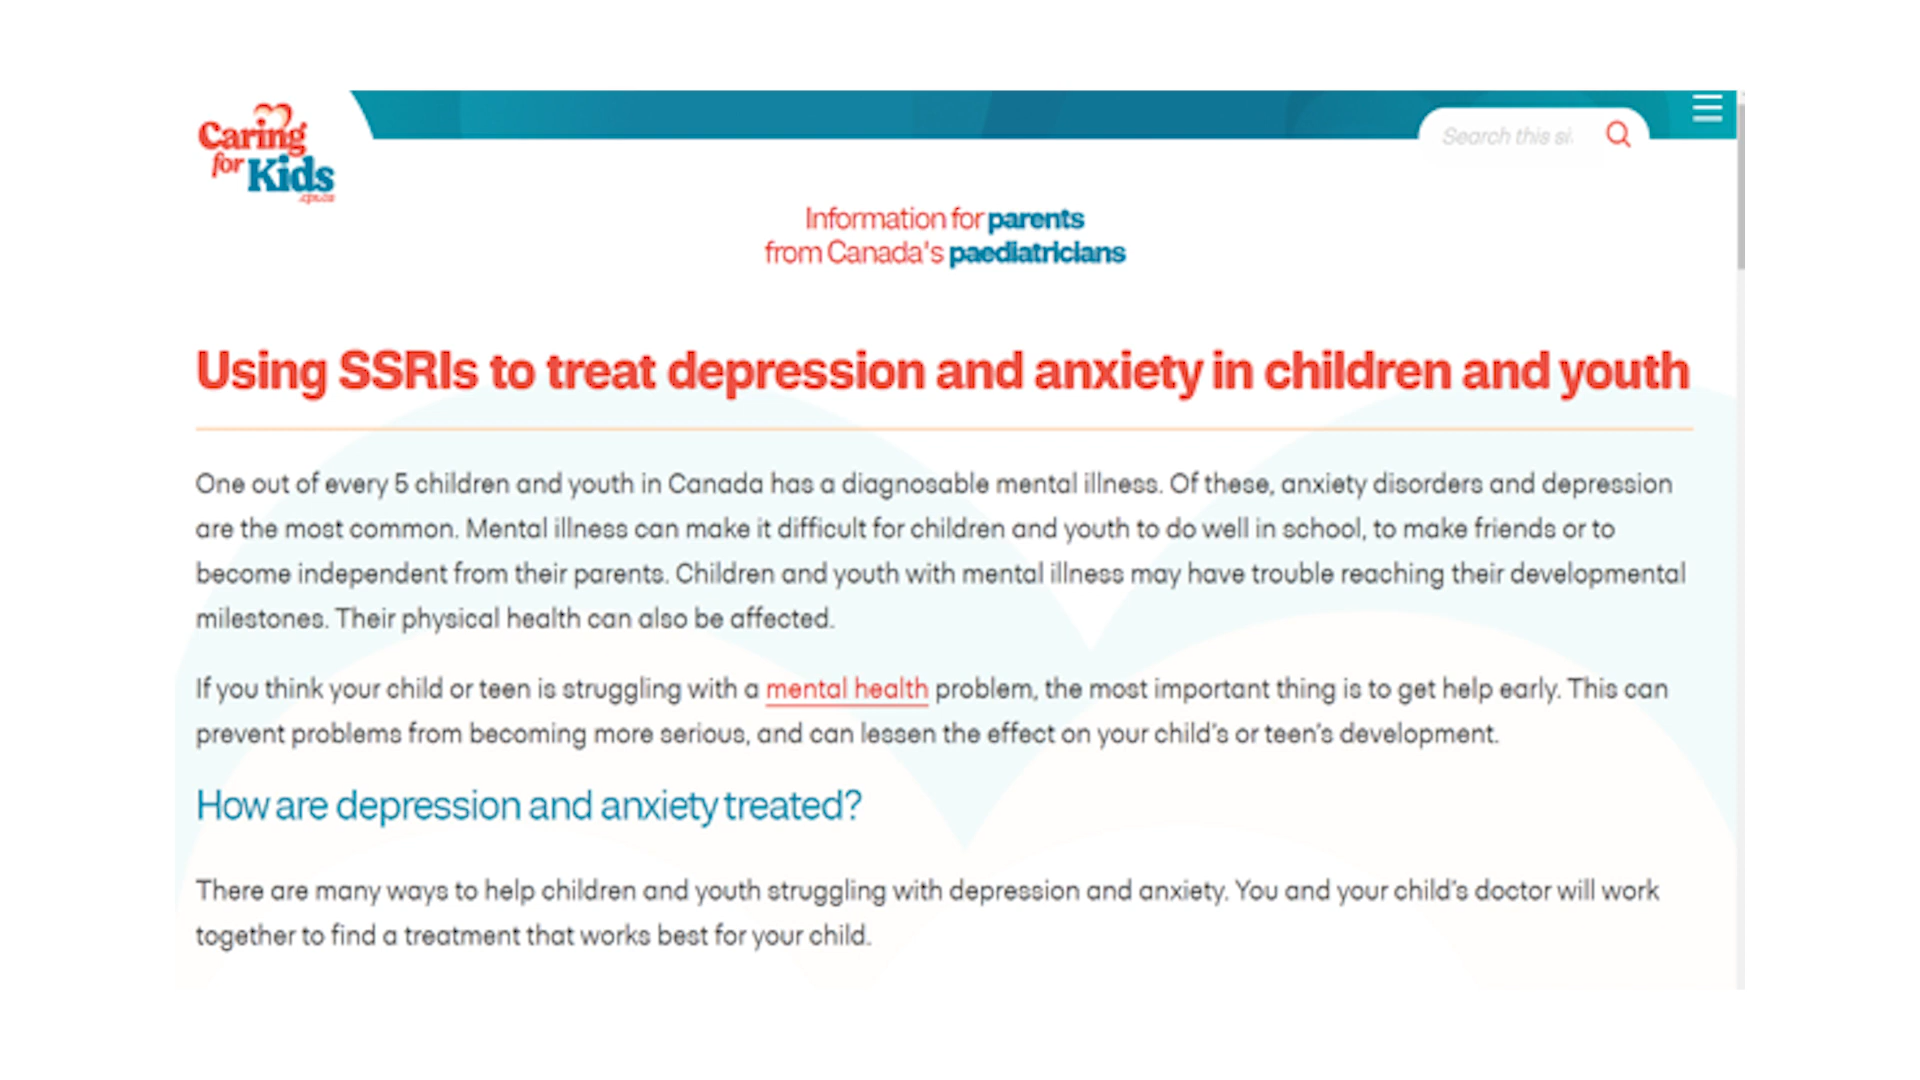 Caring
for Kids
.cps.ca
Search this si
Information for parents
from Canada's paediatricians
Using SSRIs to treat depression and anxiety in children and youth
One out of every 5 children and youth in Canada has a diagnosable mental illness. Of these, anxiety disorders and depression
are the most common. Mental illness can make it difficult for children and youth to do well in school, to make friends or to
become independent from their parents. Children and youth with mental illness may have trouble reaching their developmental
milestones. Their physical health can also be affected.
If you think your child or teen is struggling with a mental health problem, the most important thing is to get help early. This can
prevent problems from becoming more serious, and can lessen the effect on your child's or teen's development.
How are depression and anxiety treated?
There are many ways to help children and youth struggling with depression and anxiety. You and your child's doctor will work
together to find a treatment that works best for your child.